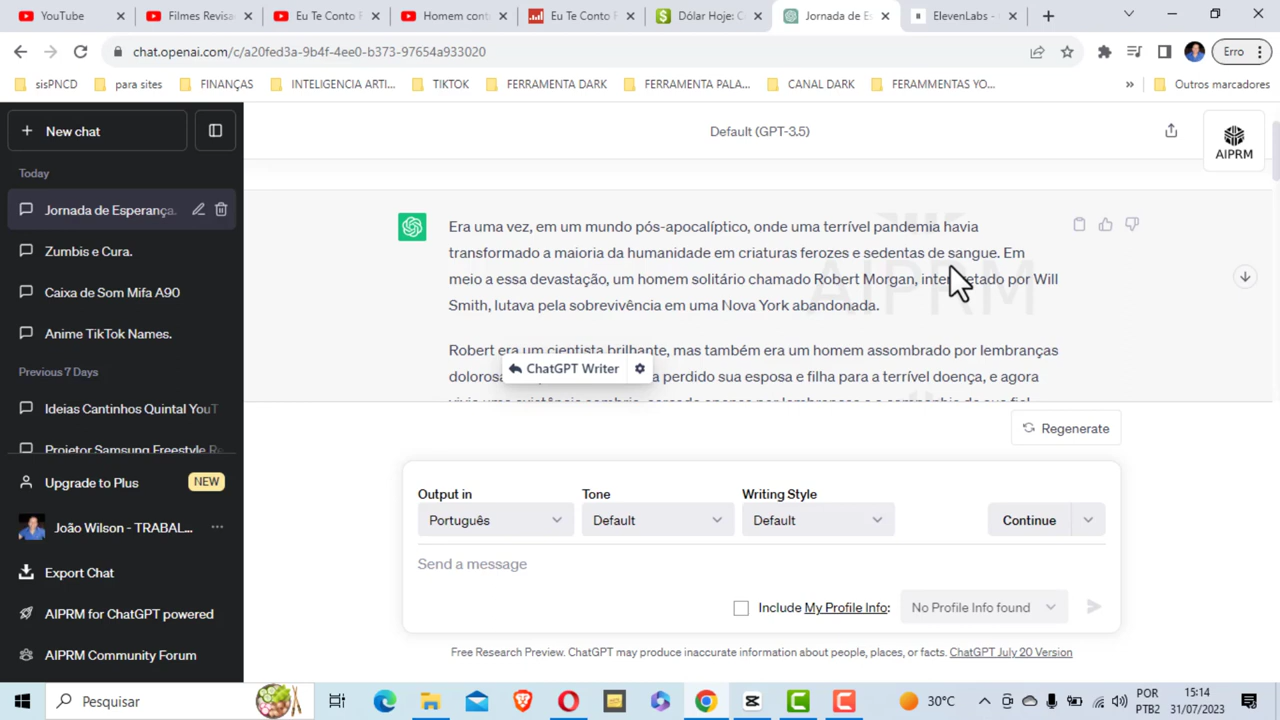 YouTube
Filmes Revisa
Eu Te Conto F
Homem cont
Eu Te Conto F
Dólar Hoje: C
Jornada de Es
ElevenLabs -
chat.openai.com/c/a20fed3a-9b4f-4ee0-b373-97654a933020
Erro
sisPNCD
para sites
FINANÇAS
INTELIGENCIA ARTI...
TIKTOK
FERRAMENTA DARK
FERRAMENTA PALA...
CANAL DARK
FERAMMENTAS YO...
»
Outros marcadores
+ New chat
Default (GPT-3.5)
AIPRM
Today
Jornada de Esperança.
Zumbis e Cura.
Caixa de Som Mifa A90
Anime TikTok Names.
Previous 7 Days
Ideias Cantinhos Quintal YouT
Projetor Samsung Freestyle Re
Upgrade to Plus
NEW
João Wilson - TRABAL...
Export Chat
AIPRM for ChatGPT powered
AIPRM Community Forum
AIPRM
Era uma vez, em um mundo pós-apocalíptico, onde uma terrível pandemia havia
transformado a maioria da humanidade em criaturas ferozes e sedentas de sangue. Em
meio a essa devastação, um homem solitário chamado Robert Morgan, interpretado por Will
Smith, lutava pela sobrevivência em uma Nova York abandonada.
Robert era um cientista brilhante, mas também era um homem assombrado por lembranças
ChatGPT Writer
a perdido sua esposa e filha para a terrível doença, e agora
Regenerate
Output in
Tone
Writing Style
Português
Default
Default
Continue
Send a message
Include My Profile Info:
No Profile Info found
Free Research Preview. ChatGPT may produce inaccurate information about people, places, or facts. ChatGPT July 20 Version
Pesquisar
30°C
POR
PTB2
15:14
31/07/2023